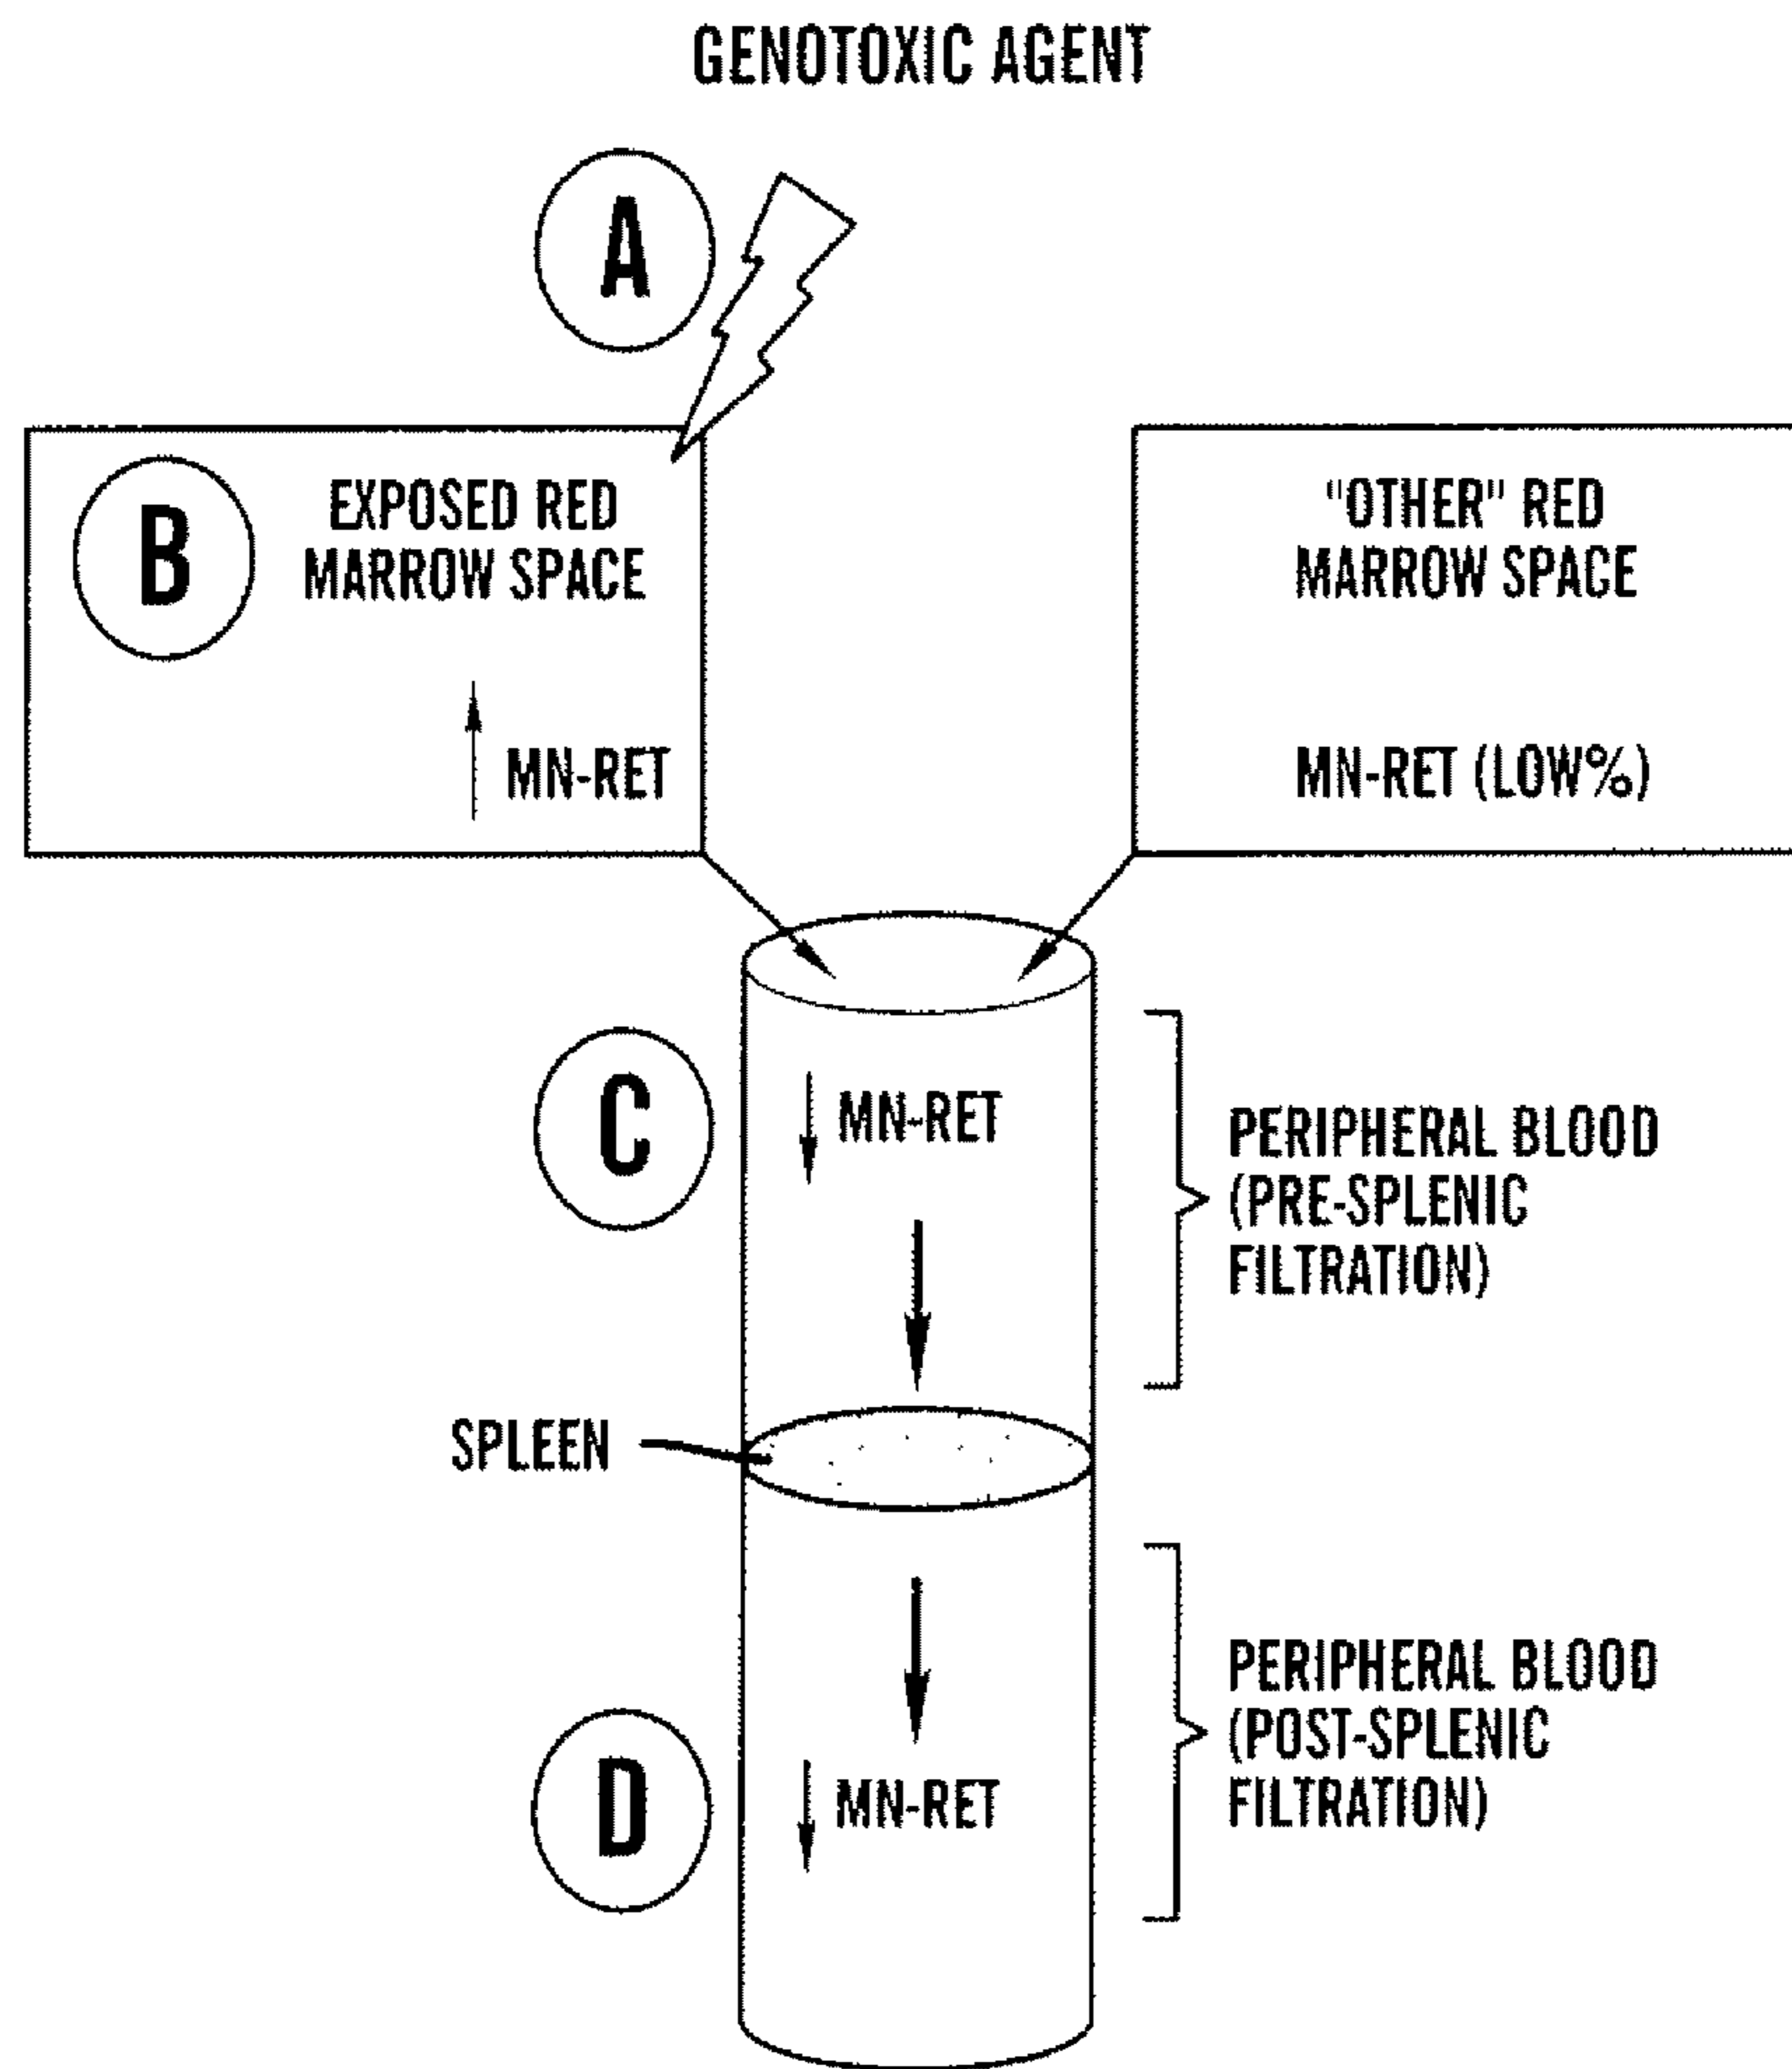 GENOTOXIC AGENT
A
B
EXPOSED RED
MARROW SPACE
MN-RET
"OTHER" RED
MARROW SPACE
MN-RET (LOW%)
C
MN-RET
PERIPHERAL BLOOD
(PRE-SPLENIC
FILTRATION)
SPLEEN
D
MN-RET
PERIPHERAL BLOOD
(POST-SPLENIC
FILTRATION)